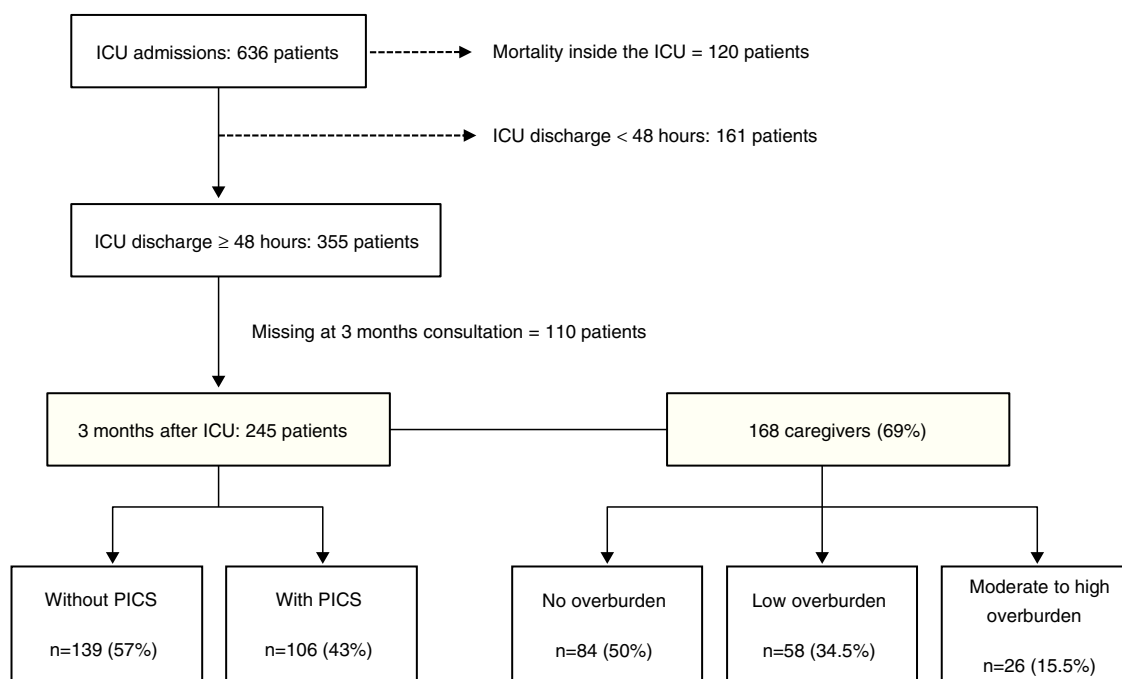 ICU admissions: 636 patients
Mortality inside the ICU = 120 patients
ICU discharge < 48 hours: 161 patients
ICU discharge ≥ 48 hours: 355 patients
Missing at 3 months consultation = 110 patients
3 months after ICU: 245 patients
168 caregivers (69%)
Without PICS
n=139 (57%)
With PICS
n=106 (43%)
No overburden
n=84 (50%)
Low overburden
n=58 (34.5%)
Moderate to high
overburden
n=26 (15.5%)